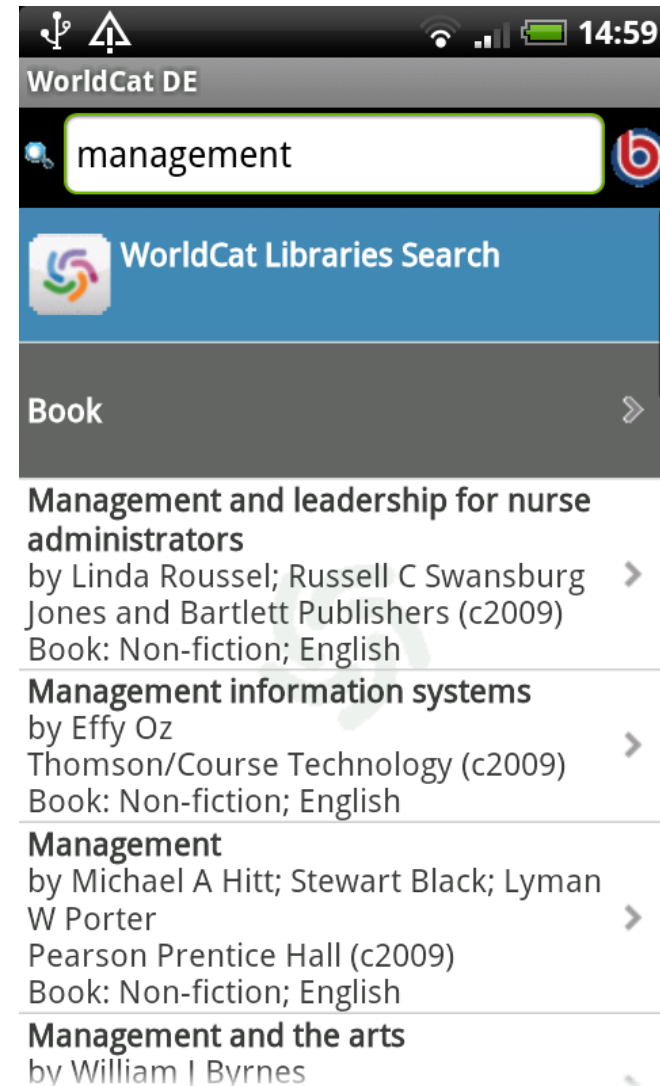 14:59
WorldCat DE
management
WorldCat Libraries Search
Book
Management and leadership for nurse
administrators
by Linda Roussel; Russell C Swansburg
Jones and Bartlett Publishers (c2009)
Book: Non-fiction; English
Management information systems
by Effy Oz
Thomson/Course Technology (c2009)
Book: Non-fiction; English
Management
by Michael A Hitt; Stewart Black; Lyman
W Porter
Pearson Prentice Hall (c2009)
Book: Non-fiction; English
Management and the arts
by William J Byrnes